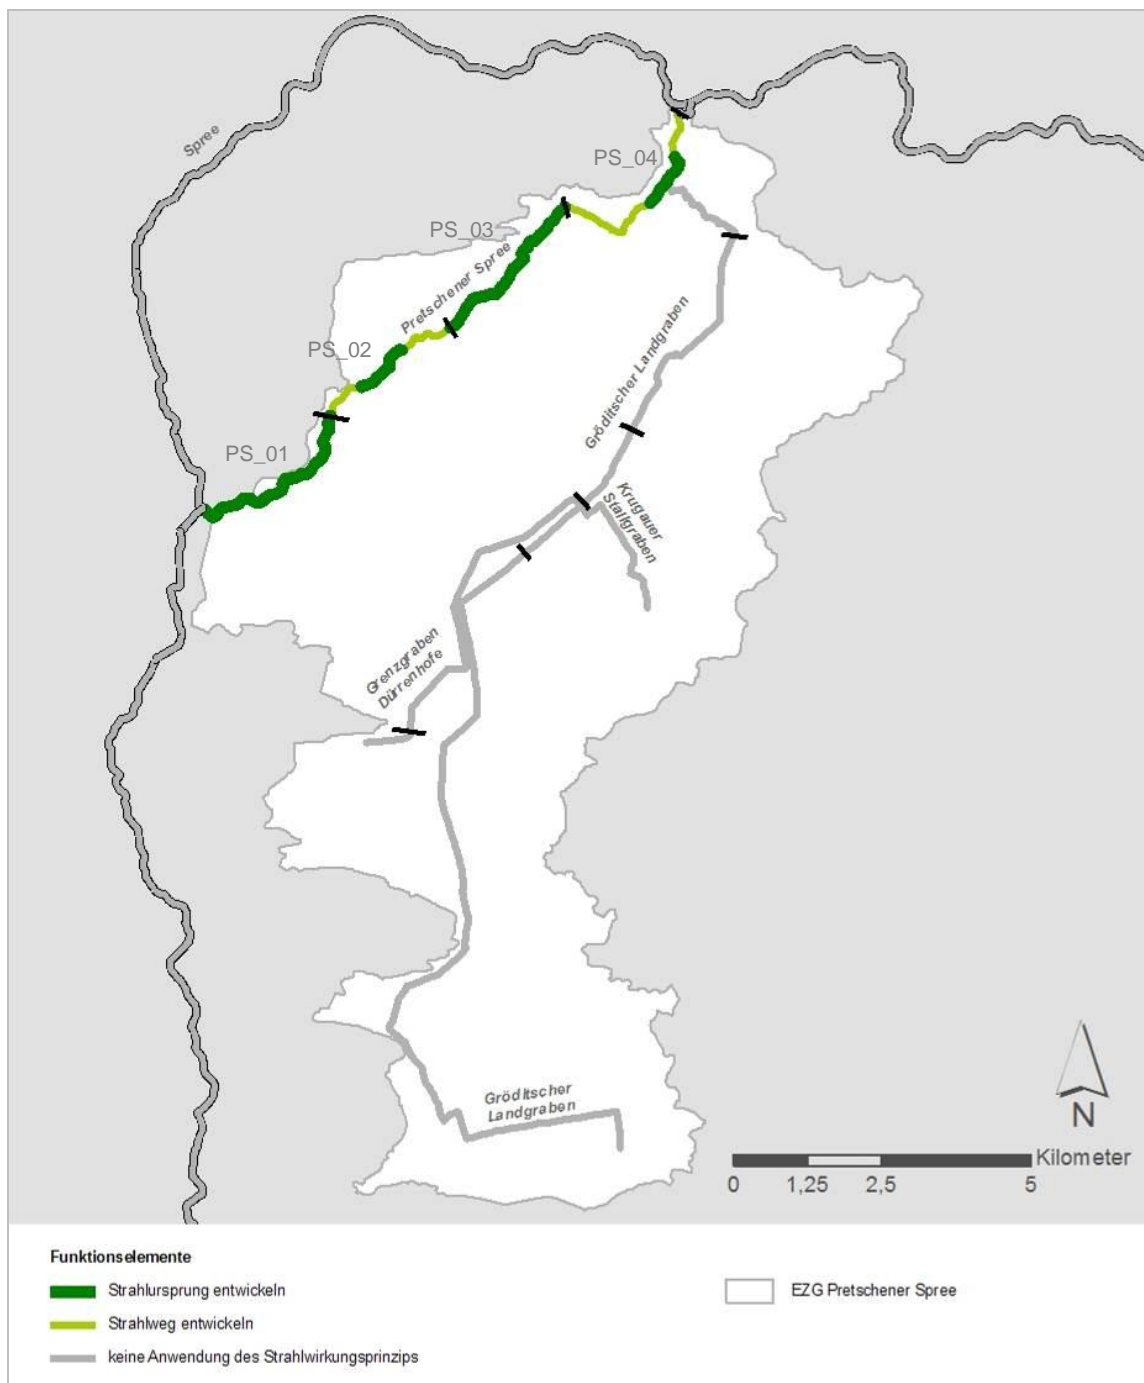 Spree
PS_04
PS_03
Pretschener Spree
PS_02
PS_01
Gröditscher Landgraben
Krugauer
Stallgraben
Grenzgraben
Dürrenhofe
Gröditscher
Landgraben
N
Kilometer
0 1,25 2,5 5
Funktionselemente
Strahlursprung entwickeln
EZG Pretschener Spree
Strahlweg entwickeln
keine Anwendung des Strahlwirkungsprinzips